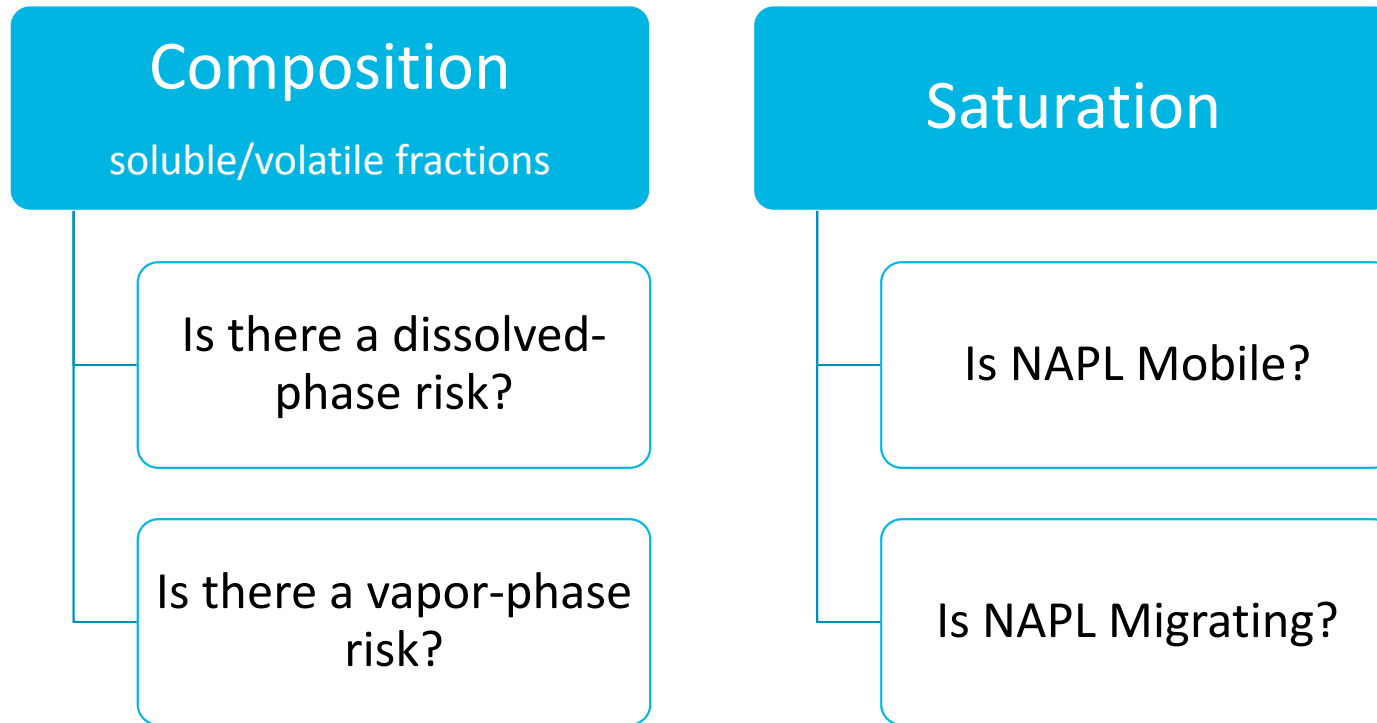 Composition
soluble/volatile fractions
Is there a dissolved-
phase risk?
Is there a vapor-phase
risk?
Saturation
Is NAPL Mobile?
Is NAPL Migrating?